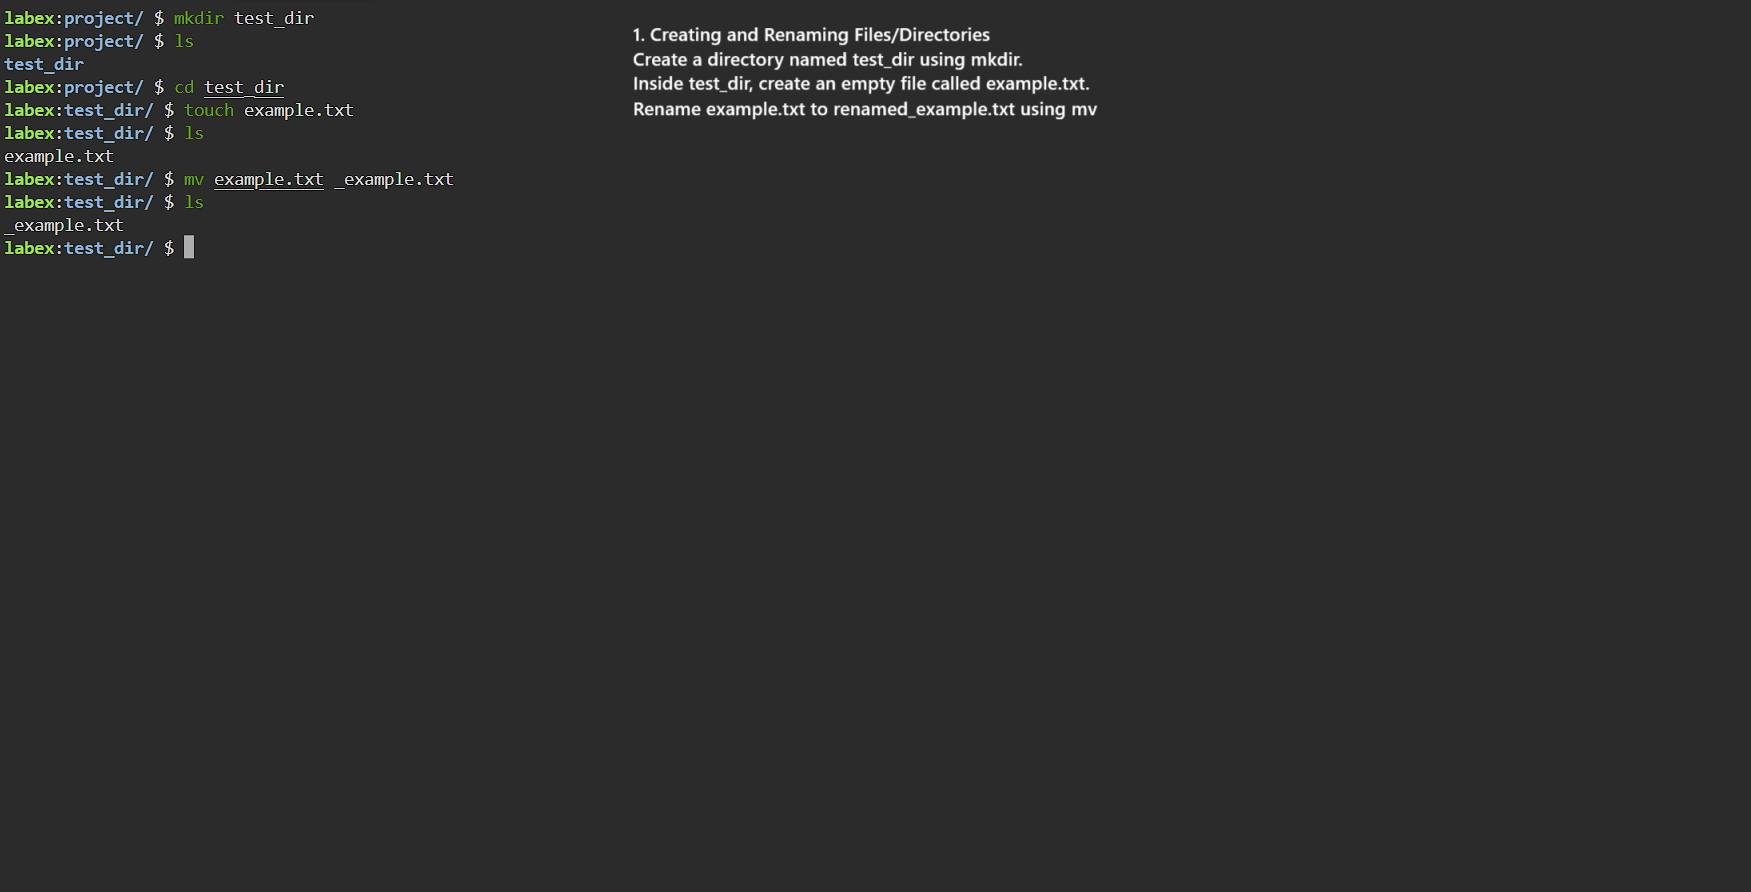 labex:project/ $ mkdir test_dir
labex:project/ $ ls
test_dir
labex:project/ $ cd test_dir
labex:test_dir/ $ touch example.txt
labex:test_dir/ $ ls
example.txt
labex:test_dir/ $ mv example.txt _example.txt
labex:test_dir/ $ ls
_example.txt
labex:test_dir/ $
1. Creating and Renaming Files/Directories
Create a directory named test_dir using mkdir.
Inside test_dir, create an empty file called example.txt.
Rename example.txt to renamed_example.txt using mv